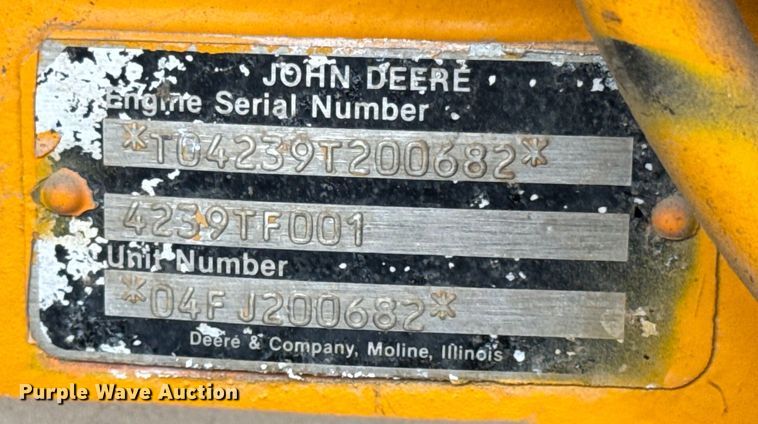 JOHN DEERE
Engine Serial Number
*T04239T200682*
4239TF001
Unit Number
*04FJ200682*
Deere & Company, Moline, Illinois
Purple Wave Auction